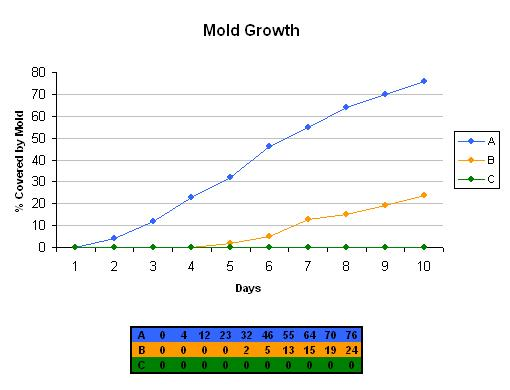 Mold Growth
80
70
60
50
40
30
20
10
0
% Covered by Mold
1 2 3 4 5 6 7 8 9 10
Days
A
B
C
A 0 4 12 23 32 46 55 64 70 76
B 0 0 0 0 2 5 13 15 19 24
C 0 0 0 0 0 0 0 0 0 0